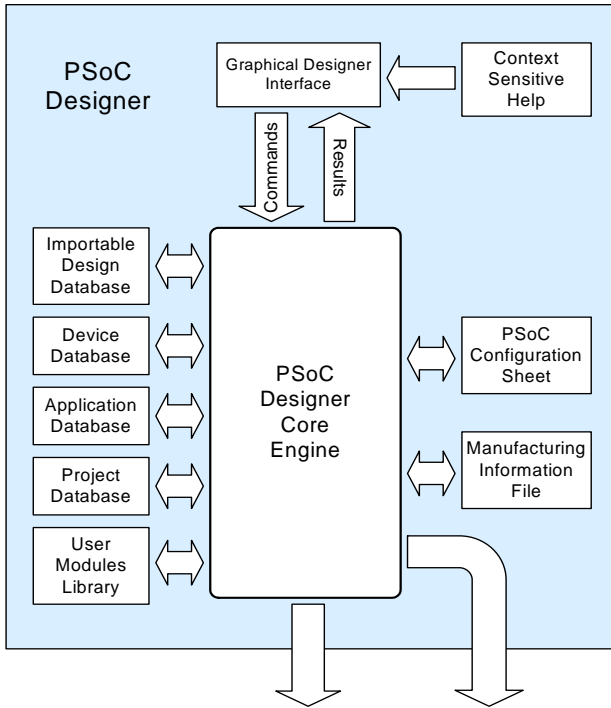 PSoC
Designer
Graphical Designer
Interface
Context
Sensitive
Help
Commands
Results
Importable
Design
Database
Device
Database
Application
Database
Project
Database
User
Modules
Library
PSoC
Designer
Core
Engine
PSoC
Configuration
Sheet
Manufacturing
Information
File